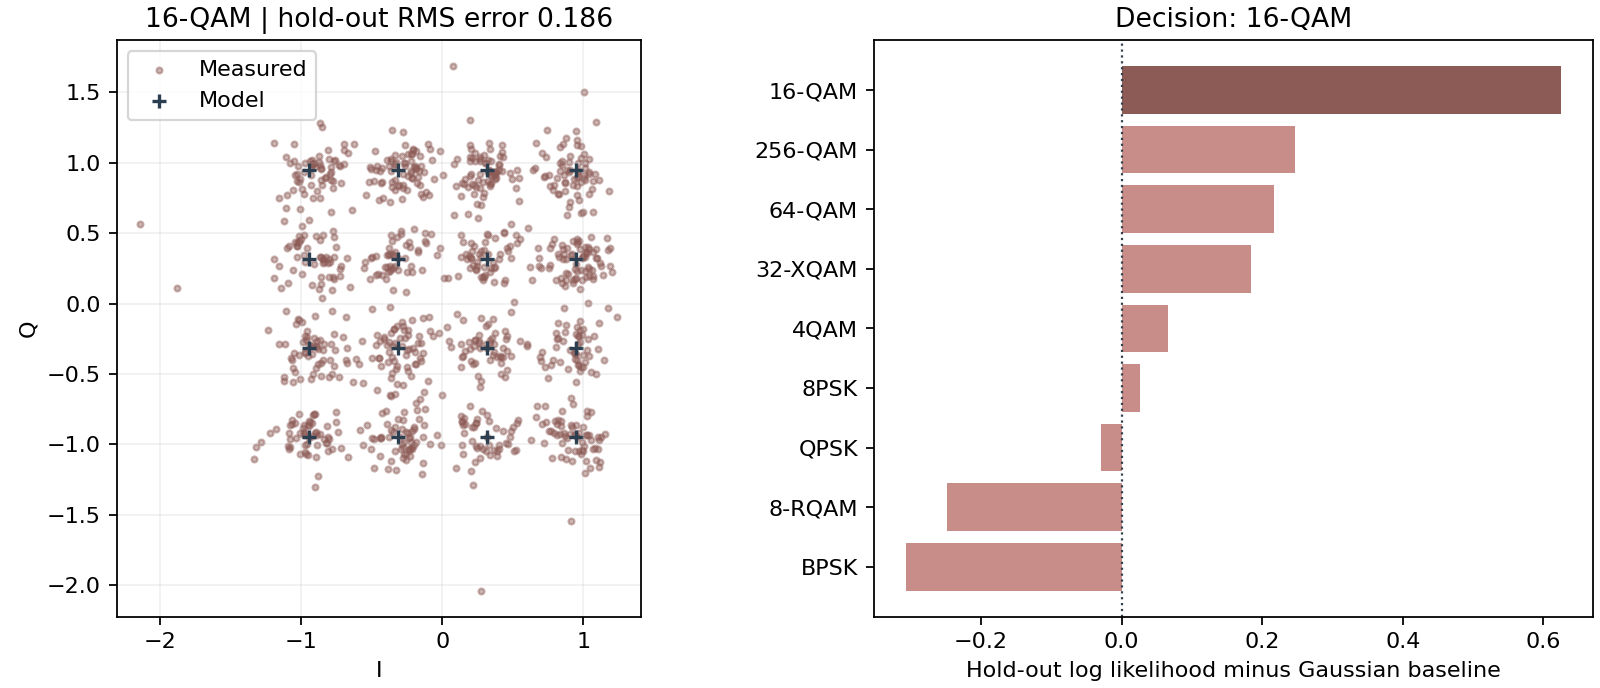 16-QAM | hold-out RMS error 0.186
Measured
Model
1.5
1.0
0.5
0.0
−0.5
−1.0
−1.5
−2.0
Q
−2
−1
0
1
I
Decision: 16-QAM
16-QAM
256-QAM
64-QAM
32-XQAM
4QAM
8PSK
QPSK
8-RQAM
BPSK
−0.2
0.0
0.2
0.4
0.6
Hold-out log likelihood minus Gaussian baseline